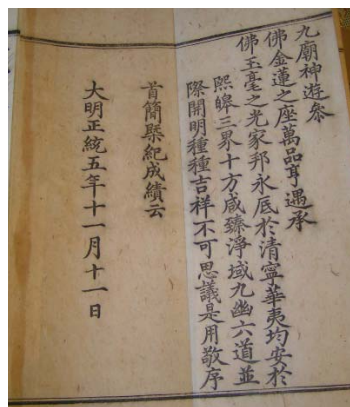 九廟神遊參
佛金蓮之座萬品亨遇承
佛玉毫之光家邦永底於清寧華夷均安於
熙皞三界十方咸臻淨域九幽六道並
際開明種種吉祥不可思議是用敬序
首簡槩紀成績云
大明正統五年十一月十一日